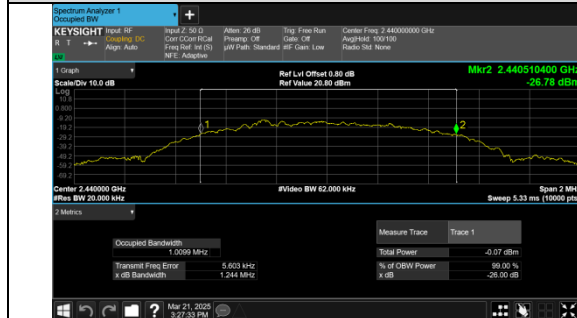 Spectrum Analyzer 1
Occupied BW
+
KEYSIGHT Input: RF Input Z: 50 Ω Atten: 26 dB Trig: Free Run Center Freq: 2.440000000 GHz
R T Coupling: DC Corr CCorr RCal Preamp: Off Gate: Off Avg|Hold: 100/100
Align: Auto Freq Ref: Int (S) µW Path: Standard #IF Gain: Low Radio Std: None
NFE: Adaptive
1 Graph Ref Lvl Offset 0.80 dB Mkr2 2.440510400 GHz
Scale/Div 10.0 dB Ref Value 20.80 dBm -26.78 dBm
Log
10.8
0.800
-9.20
-19.2
-29.2
-39.2
-49.2
-59.2
-69.2
1
2
Center 2.440000 GHz #Video BW 62.000 kHz Span 2 MH
#Res BW 20.000 kHz Sweep 5.33 ms (10000 pts
2 Metrics
Measure Trace Trace 1
Occupied Bandwidth
1.0099 MHz Total Power -0.07 dBm
Transmit Freq Error 5.603 kHz % of OBW Power 99.00 %
x dB Bandwidth 1.244 MHz x dB -26.00 dB
Mar 21, 2025
3:27:33 PM